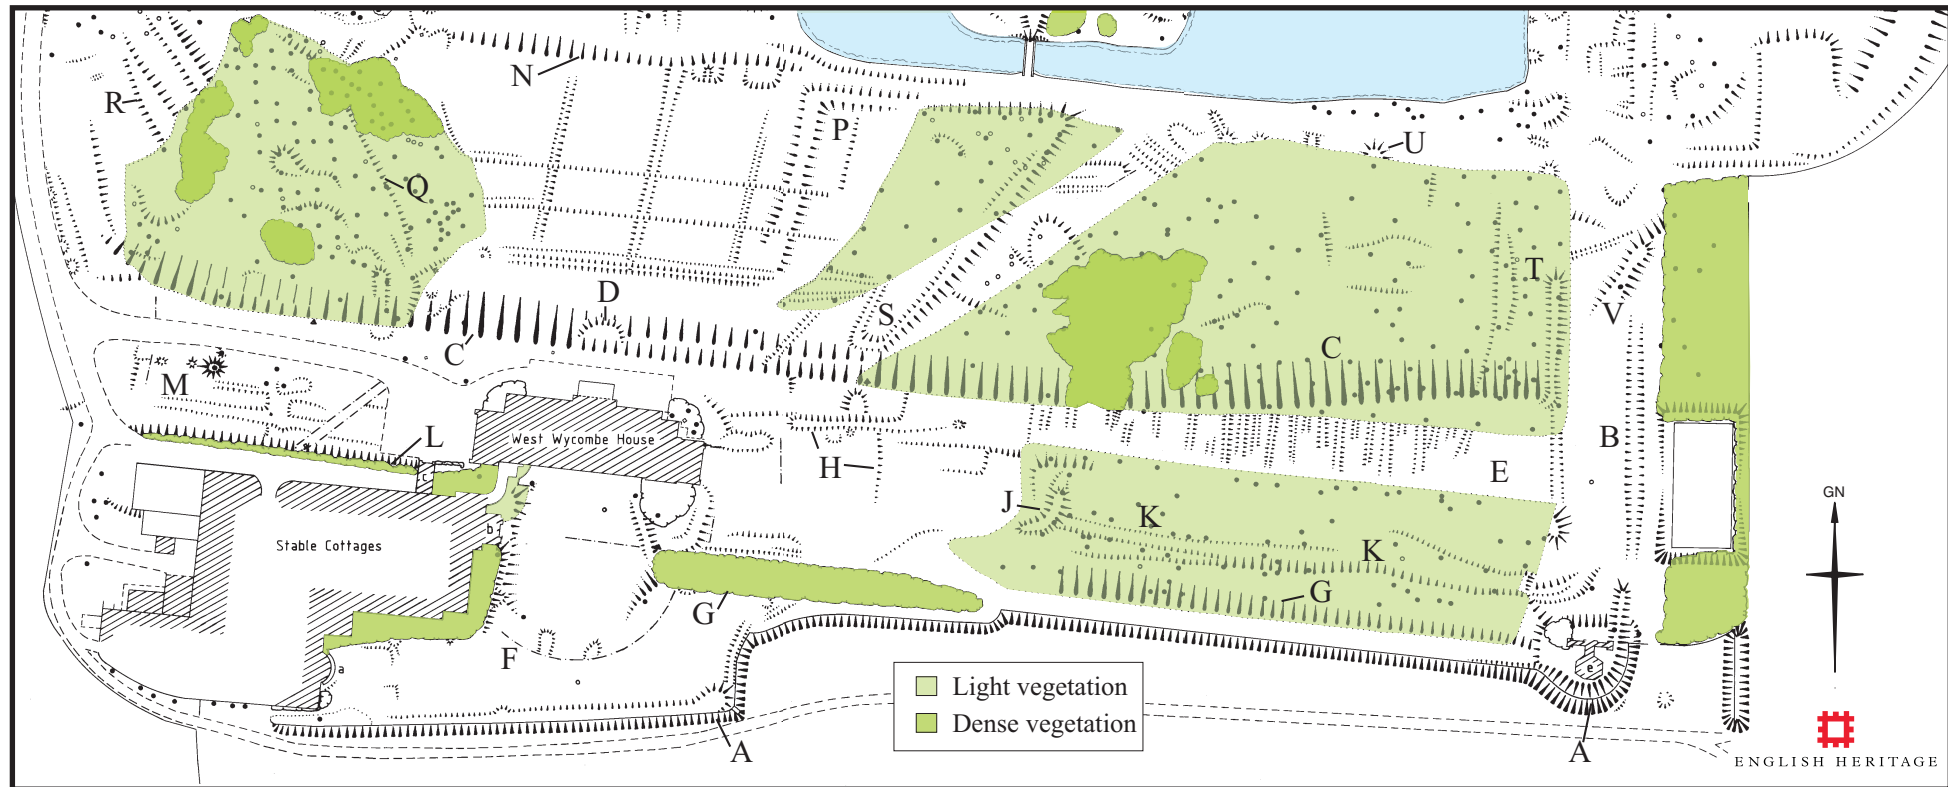 N
R
P
U
Q
T
D
V
S
C
C
M
L
West Wycombe House
B
H
E
GN
J
K
b
Stable Cottages
K
G
G
F
a
e
Light vegetation
Dense vegetation
A
A
ENGLISH HERITAGE